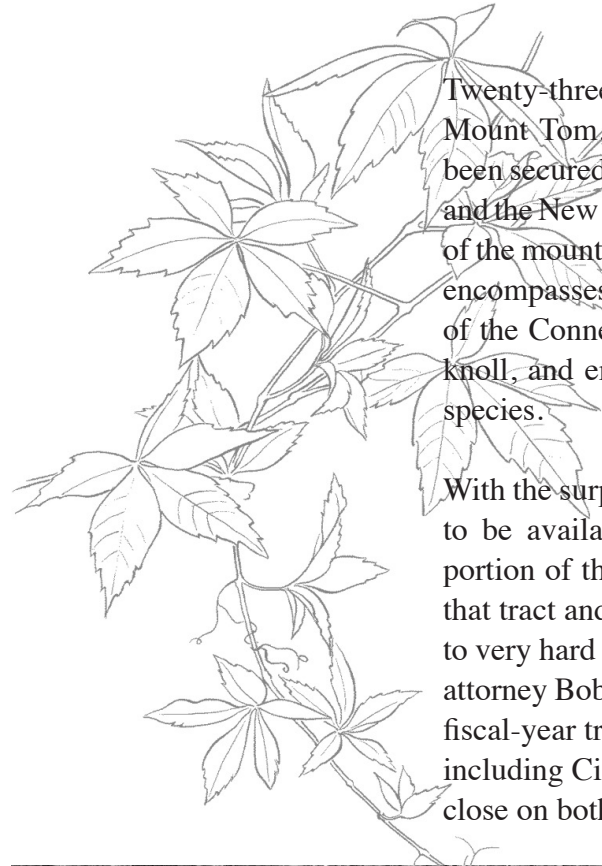 Twenty-three
Mount Tom
been secured
and the New
of the mount
encompasses
of the Conne
knoll, and en
species.
With the surp
to be availa
portion of th
that tract and
to very hard
attorney Bob
fiscal-year tr
including Ci
close on both